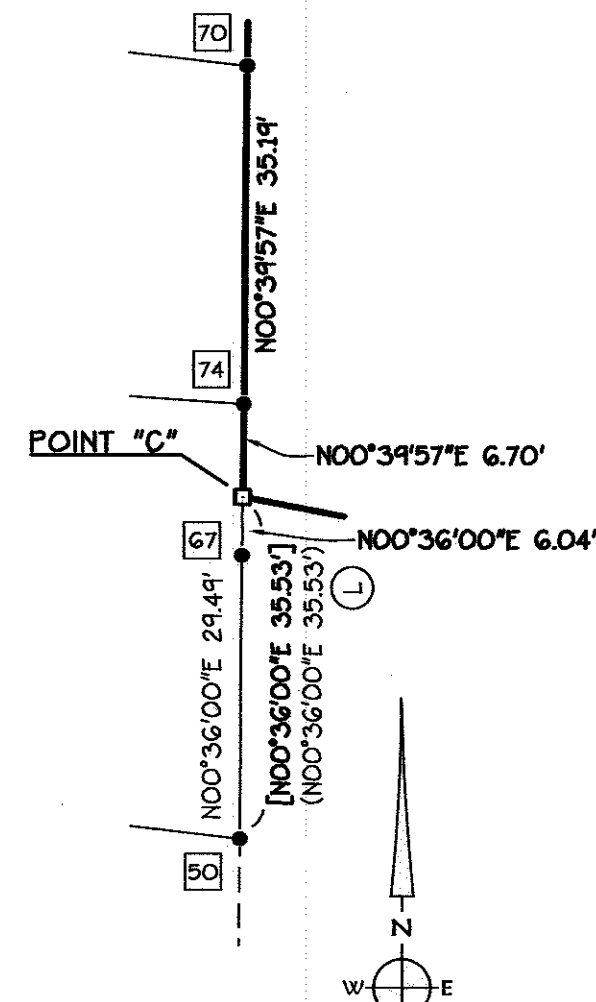 70
N00°39'57"E 35.19'
74
POINT "C"
N00°39'57"E 6.70'
N00°36'00"E 6.04'
67
N00°36'00"E 29.49'
[N00°36'00"E 35.53']
(N00°36'00"E 35.53')
L
50
N
W
E